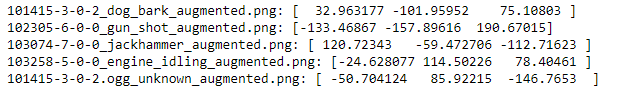 101415-3-0-2_dog_bark_augmented.png: [  32.963177 -101.95952    75.10803 ]
102305-6-0-0_gun_shot_augmented.png: [-133.46867 -157.89616  190.67015]
103074-7-0-0_jackhammer_augmented.png: [ 120.72343   -59.472706 -112.71623 ]
103258-5-0-0_engine_idling_augmented.png: [-24.628077 114.50226   78.40461 ]
101415-3-0-2.ogg_unknown_augmented.png: [ -50.704124   85.92215  -146.7653  ]